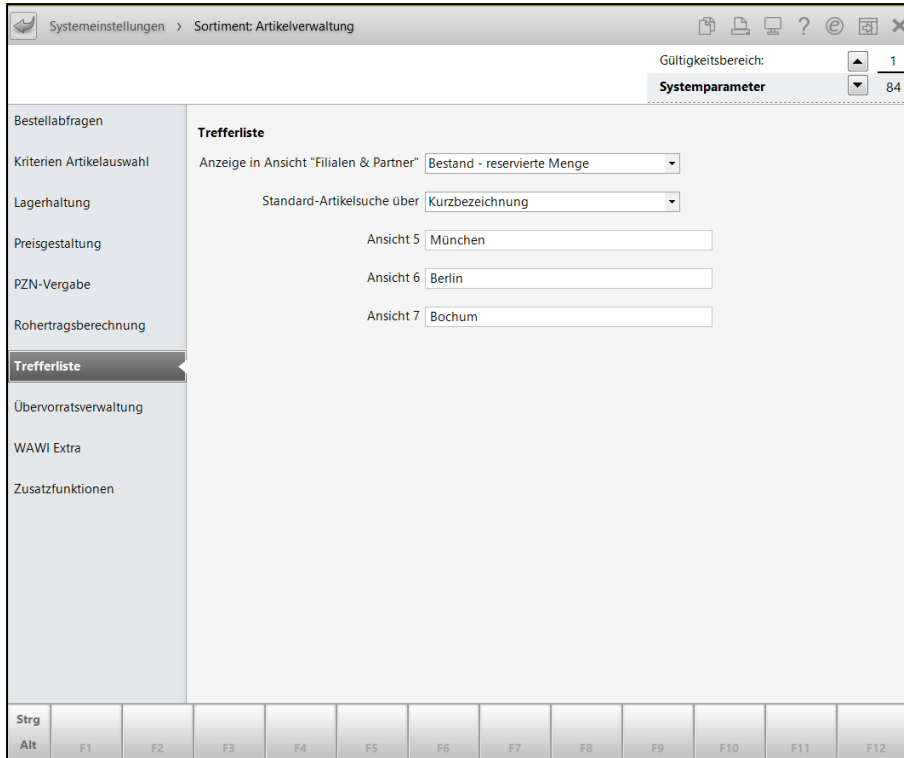 Systemeinstellungen > Sortiment: Artikelverwaltung
Gültigkeitsbereich: 1
Systemparameter 84
Bestellabfragen
Kriterien Artikelauswahl
Lagerhaltung
Preisgestaltung
PZN-Vergabe
Rohertragsberechnung
Trefferliste
Übervorratsverwaltung
WAWI Extra
Zusatzfunktionen
Trefferliste
Anzeige in Ansicht "Filialen & Partner" Bestand - reservierte Menge
Standard-Artikelsuche über Kurzbezeichnung
Ansicht 5 München
Ansicht 6 Berlin
Ansicht 7 Bochum
Strg
Alt F1 F2 F3 F4 F5 F6 F7 F8 F9 F10 F11 F12